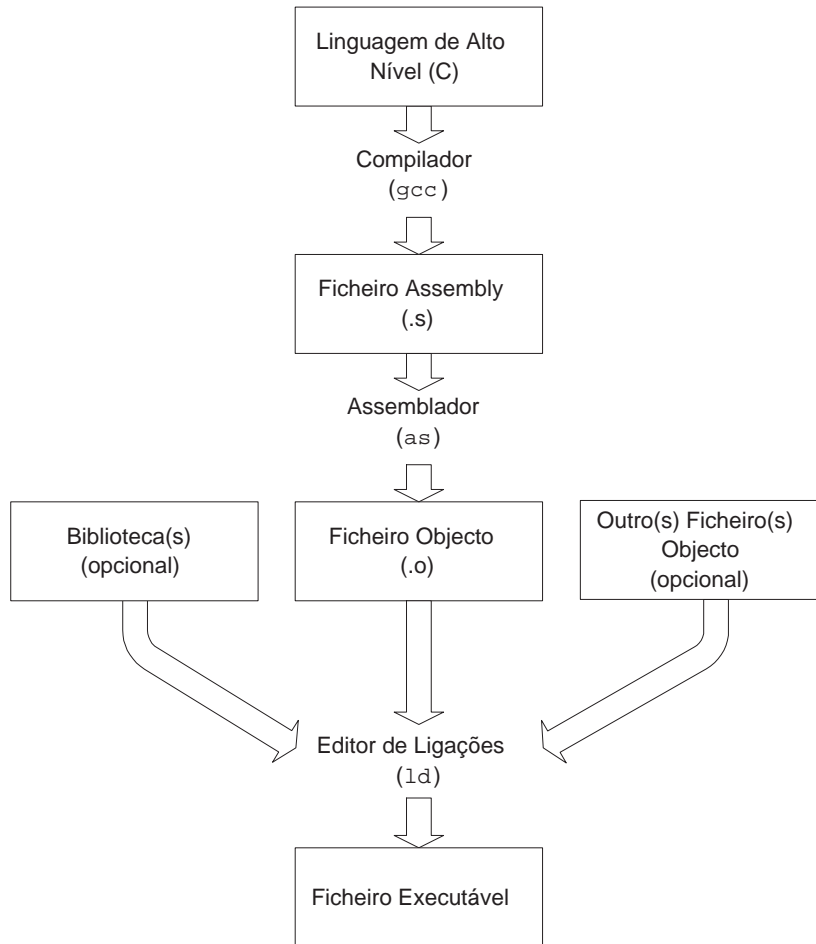 Linguagem de Alto
Nível (C)
Compilador
(gcc)
Ficheiro Assembly
(.s)
Assemblador
(as)
Biblioteca(s)
(opcional)
Ficheiro Objecto
(.o)
Outro(s) Ficheiro(s)
Objecto
(opcional)
Editor de Ligações
(ld)
Ficheiro Executável